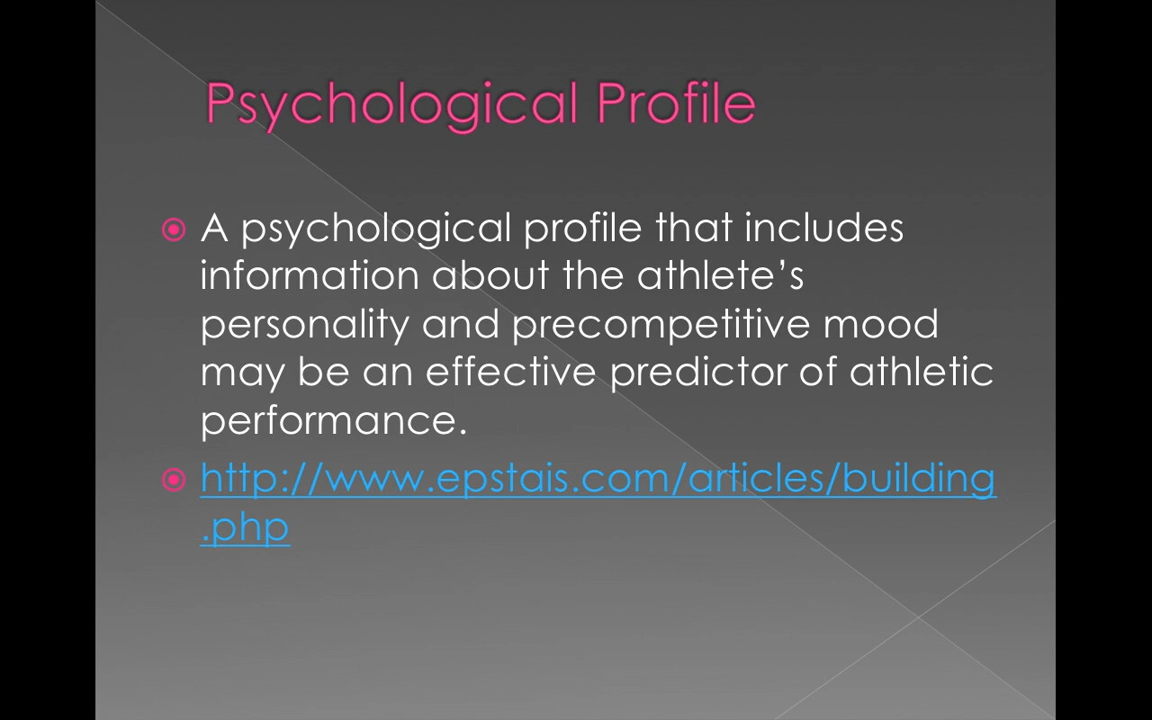 Psychological Profile
A psychological profile that includes
information about the athlete’s
personality and precompetitive mood
may be an effective predictor of athletic
performance.
http://www.epstais.com/articles/building
.php